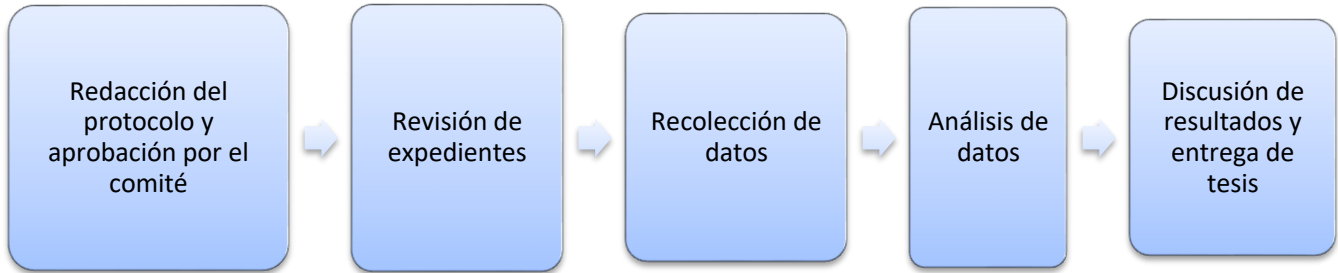 Redacción del
protocolo y
aprobación por el
comité
Revisión de
expedientes
Recolección de
datos
Análisis de
datos
Discusión de
resultados y
entrega de
tesis